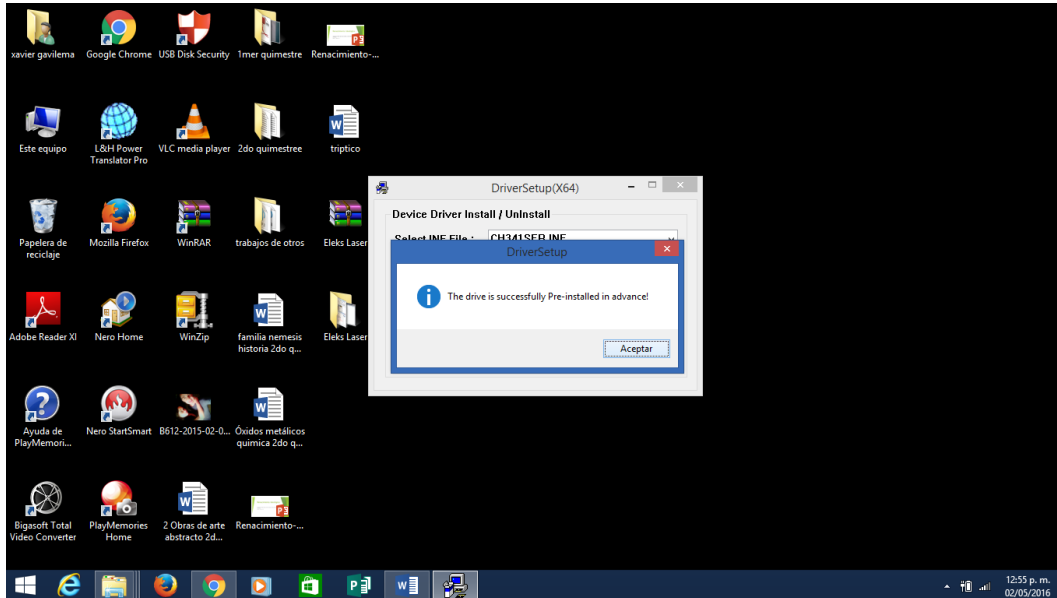 xavier gavilema
Google Chrome
USB Disk Security
1mer quimestre
Renacimiento-...
Este equipo
L&H Power
Translator Pro
VLC media player
2do quimestree
triptico
Papelera de
reciclaje
Mozilla Firefox
WinRAR
trabajos de otros
Eleks Laser
Adobe Reader XI
Nero Home
WinZip
familia nemesis
historia 2do q...
Eleks Laser
Ayuda de
PlayMemori...
Nero StartSmart
B612-2015-02-0...
Óxidos metálicos
quimica 2do q...
Bigasoft Total
Video Converter
PlayMemories
Home
2 Obras de arte
abstracto 2d...
Renacimiento-...
DriverSetup(X64)
Device Driver Install / UnInstall
Select INF File :
CH341SER.INF
DriverSetup
The drive is successfully Pre-installed in advance!
Aceptar
12:55 p. m.
02/05/2016